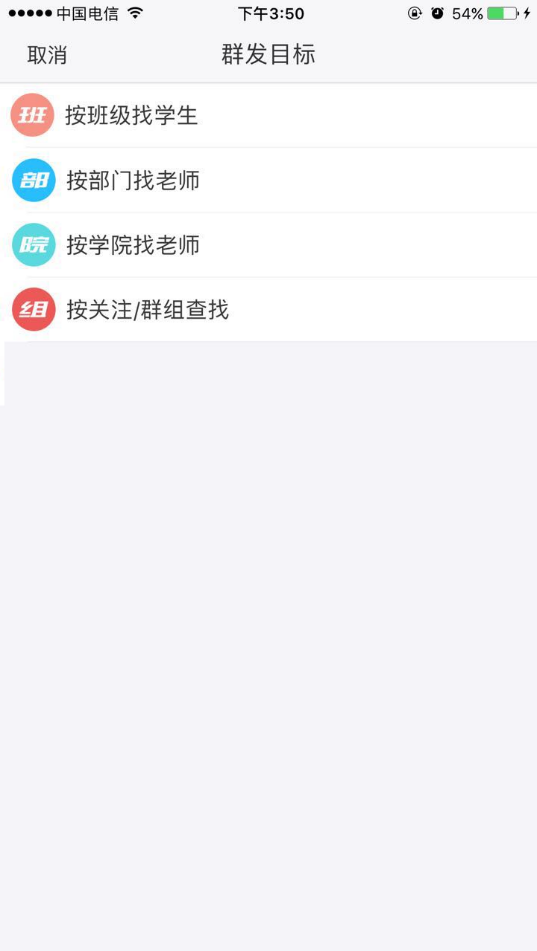 中国电信 下午3:50 54%
取消 群发目标
班 按班级找学生
部 按部门找老师
院 按学院找老师
组 按关注/群组查找